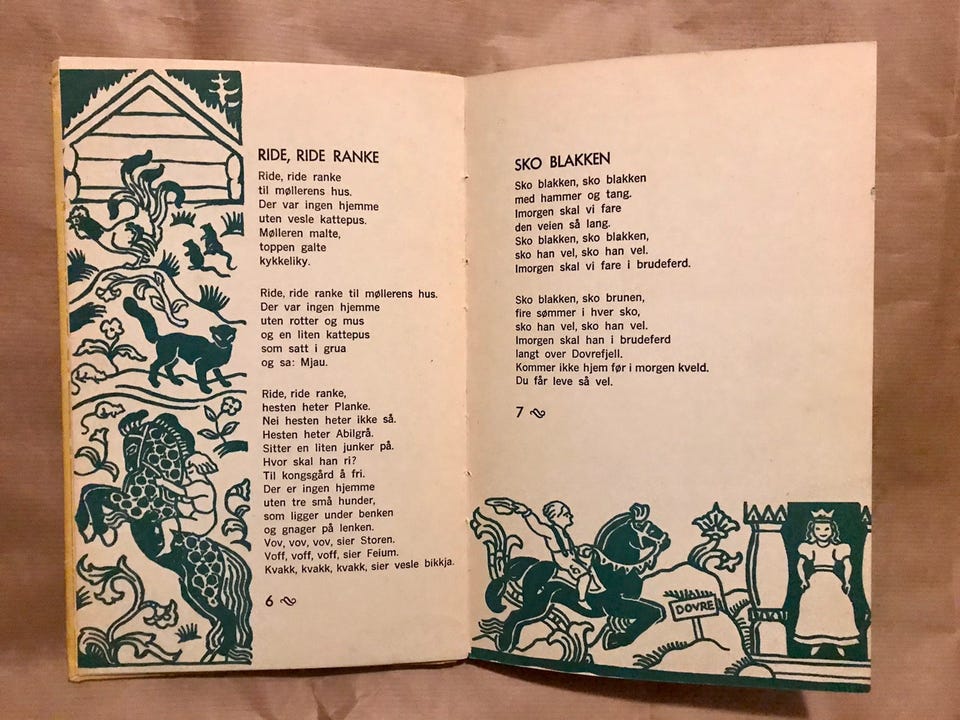 RIDE, RIDE RANKE
Ride, ride ranke
til møllerens hus.
Der var ingen hjemme
uten vesle kattepus.
Mølleren malte,
toppen galte
kykkeliky.
Ride, ride ranke til møllerens hus.
Der var ingen hjemme
uten rotter og mus
og en liten kattepus
som satt i grua
og sa: Mjau.
Ride, ride ranke,
hesten heter Planke.
Nei hesten heter ikke så.
Hesten heter Abilgrå.
Sitter en liten junker på.
Hvor skal han ri?
Til kongsgård å fri.
Der er ingen hjemme
uten tre små hunder,
som ligger under benken
og gnager på lenken.
Vov, vov, vov, sier Storen.
Voff, voff, voff, sier Feium.
Kvakk, kvakk, kvakk, sier vesle bikkja.
6
SKO BLAKKEN
Sko blakken, sko blakken
med hammer og tang.
Imorgen skal vi fare
den veien så lang.
Sko blakken, sko blakken,
sko han vel, sko han vel.
Imorgen skal vi fare i brudeferd.
Sko blakken, sko brunen,
fire sømmer i hver sko,
sko han vel, sko han vel.
Imorgen skal han i brudeferd
langt over Dovrefjell.
Kommer ikke hjem før i morgen kveld.
Du får leve så vel.
7
DOVRE